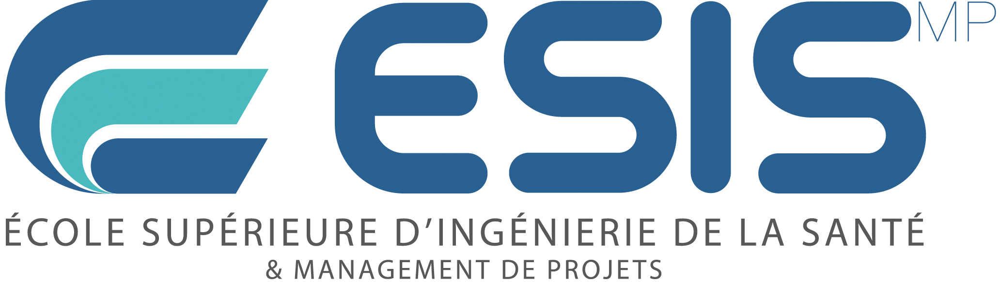 ESIS MP
ÉCOLE SUPÉRIEURE D’INGÉNIERIE DE LA SANTÉ
& MANAGEMENT DE PROJETS